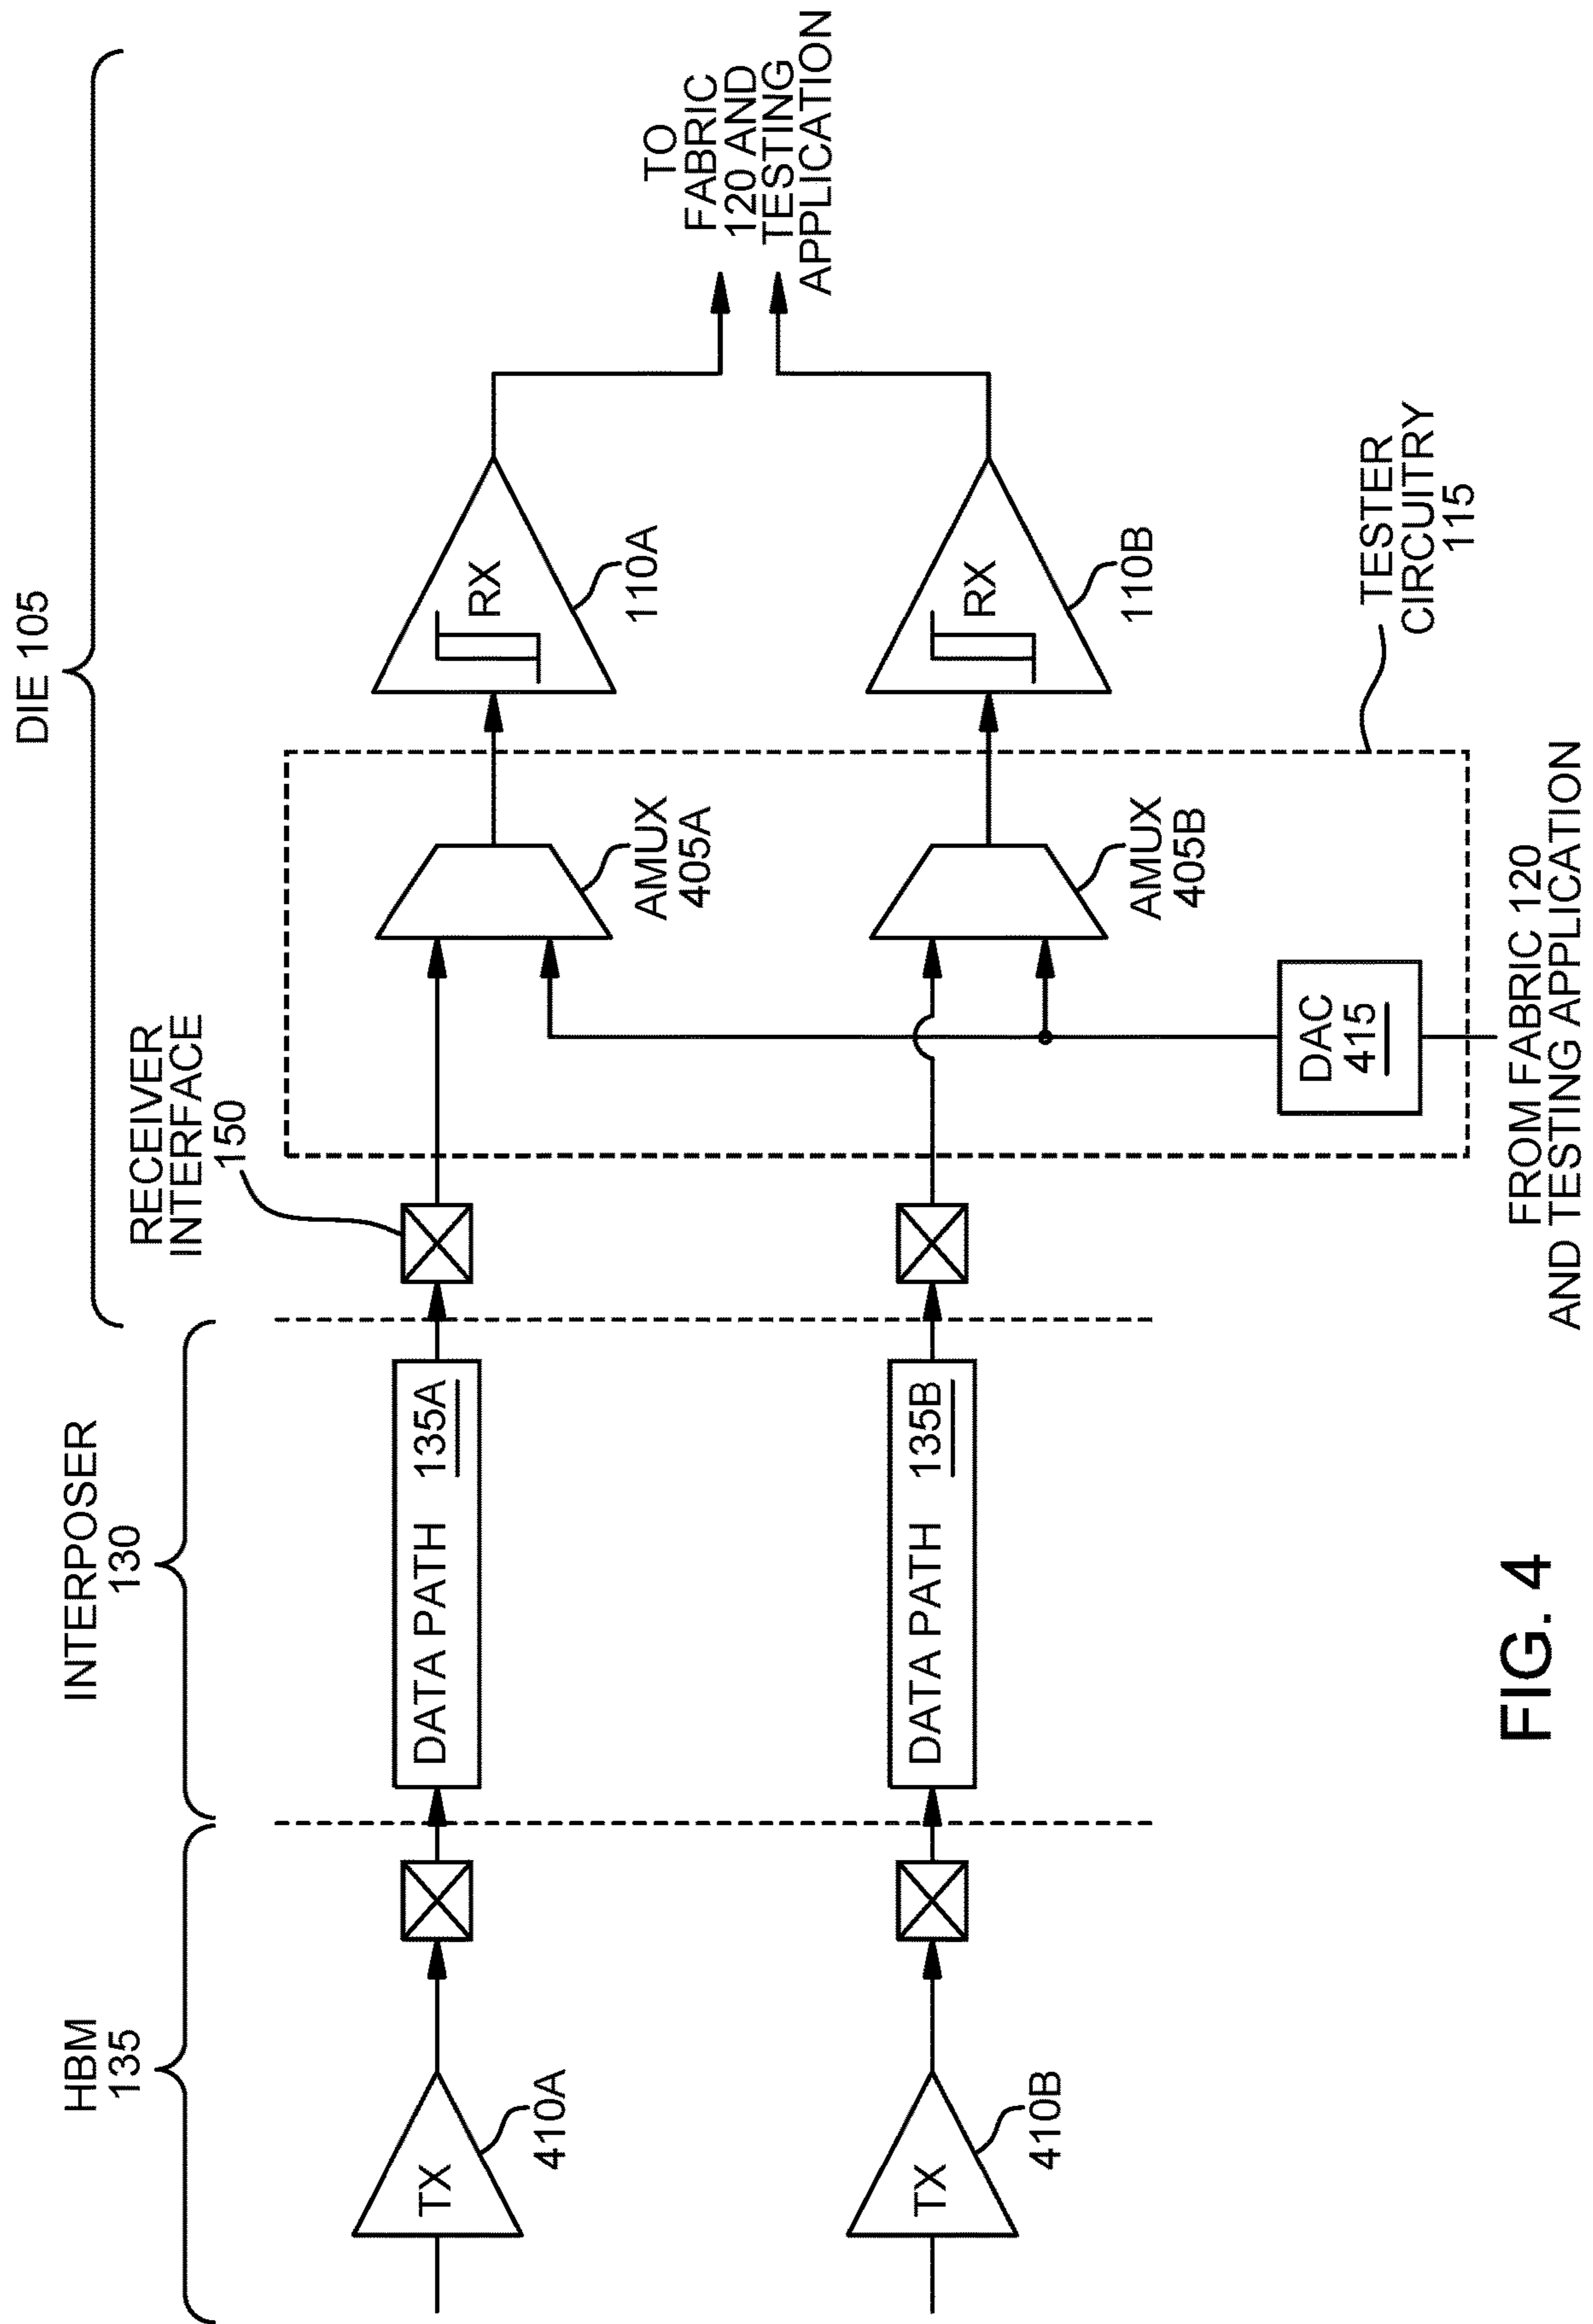 HBM
135
INTERPOSER
130
DIE 105
RECEIVER
INTERFACE
150
TX
410A
DATA PATH 135A
AMUX
405A
RX
110A
TO
FABRIC
120 AND
TESTING
APPLICATION
TX
410B
DATA PATH 135B
AMUX
405B
RX
110B
DAC
415
TESTER
CIRCUITRY
115
FROM FABRIC 120
AND TESTING APPLICATION
FIG. 4